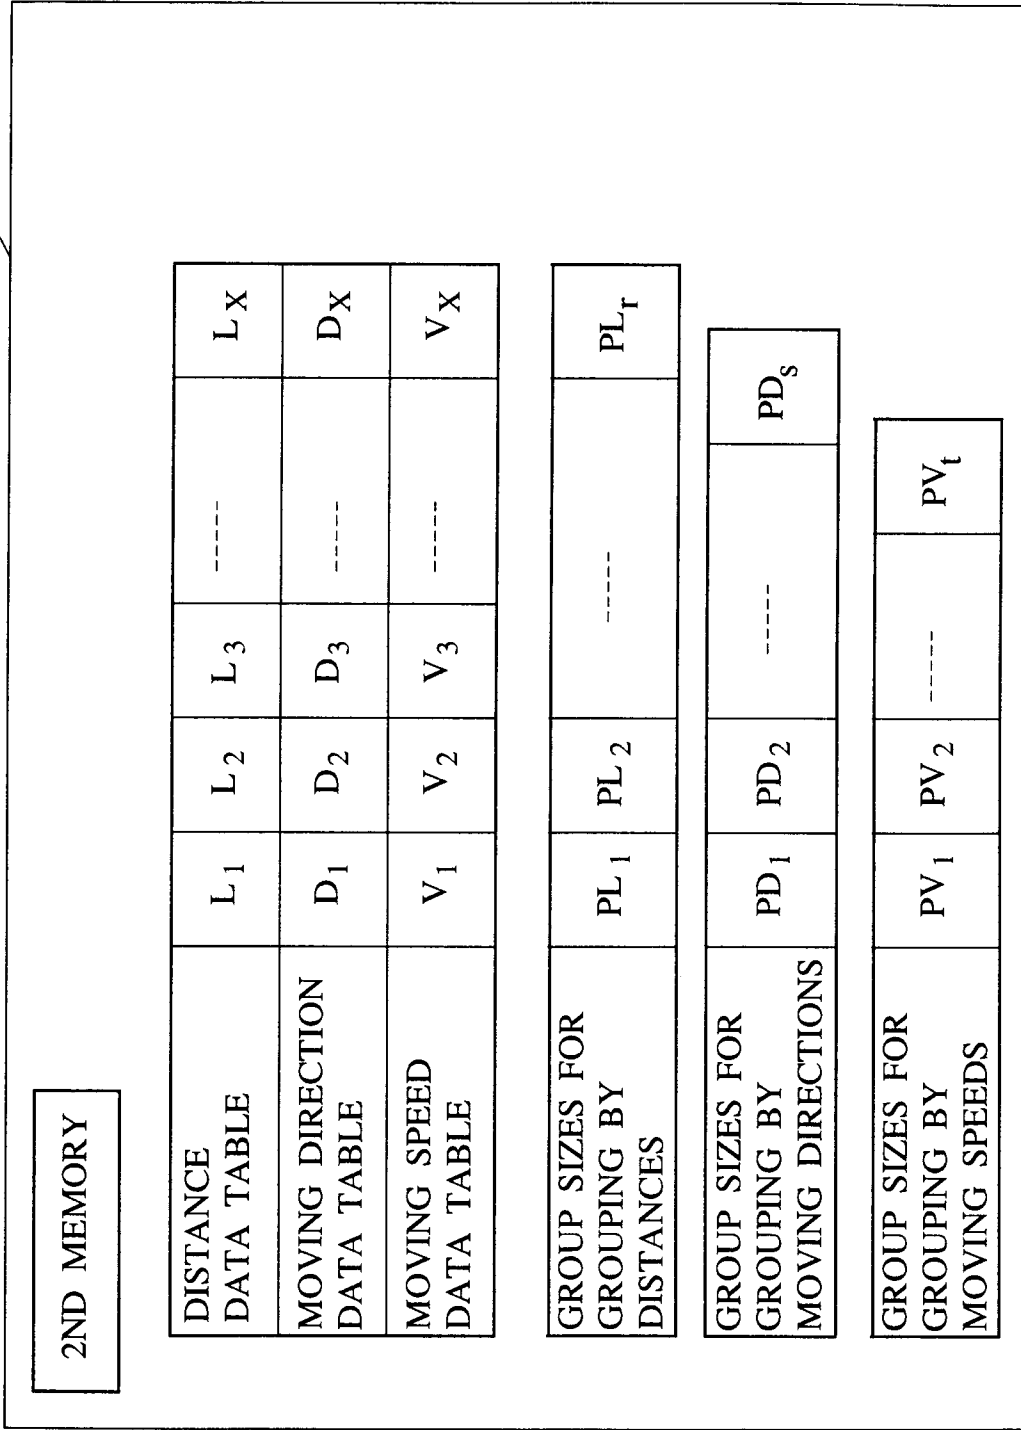 2ND MEMORY
DISTANCE
DATA TABLE
L1 L2 L3 ------ LX
MOVING DIRECTION
DATA TABLE
D1 D2 D3 ------ DX
MOVING SPEED
DATA TABLE
V1 V2 V3 ------ VX
GROUP SIZES FOR
GROUPING BY
DISTANCES
PL1 PL2 ------ PLr
GROUP SIZES FOR
GROUPING BY
MOVING DIRECTIONS
PD1 PD2 ------ PDs
GROUP SIZES FOR
GROUPING BY
MOVING SPEEDS
PV1 PV2 ------ PVt